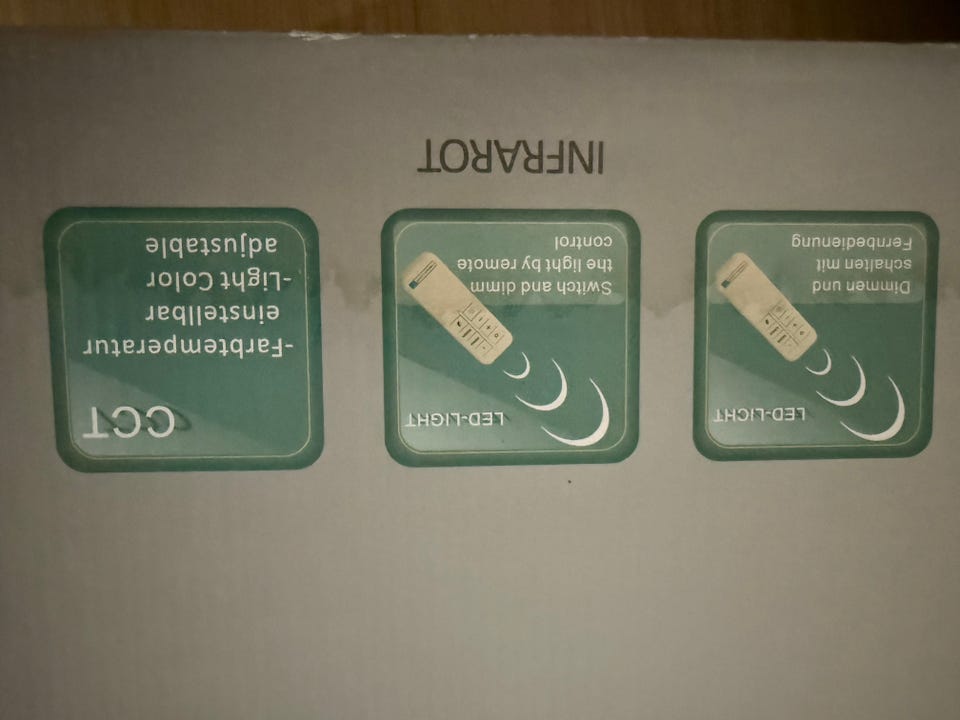 INFRAROT
LED-LICHT
Dimmen und
schalten mit
Fernbedienung
LED-LIGHT
Switch and dimm
the light by remote
control
CCT
-Farbtemperatur
einstellbar
-Light Color
adjustable